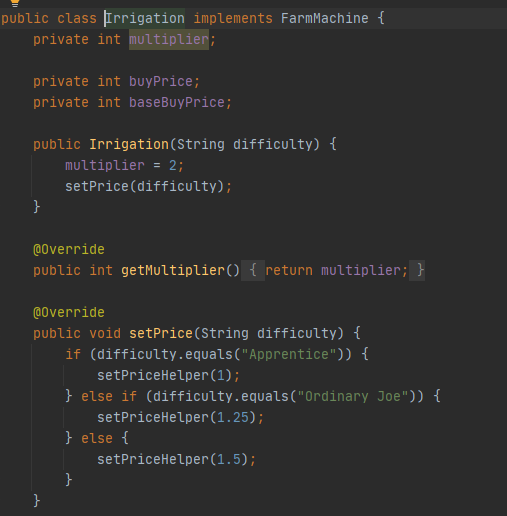 public class Irrigation implements FarmMachine {
    private int multiplier;

    private int buyPrice;
    private int baseBuyPrice;

    public Irrigation(String difficulty) {
        multiplier = 2;
        setPrice(difficulty);
    }

    @Override
    public int getMultiplier() { return multiplier; }

    @Override
    public void setPrice(String difficulty) {
        if (difficulty.equals("Apprentice")) {
            setPriceHelper(1);
        } else if (difficulty.equals("Ordinary Joe")) {
            setPriceHelper(1.25);
        } else {
            setPriceHelper(1.5);
        }
    }